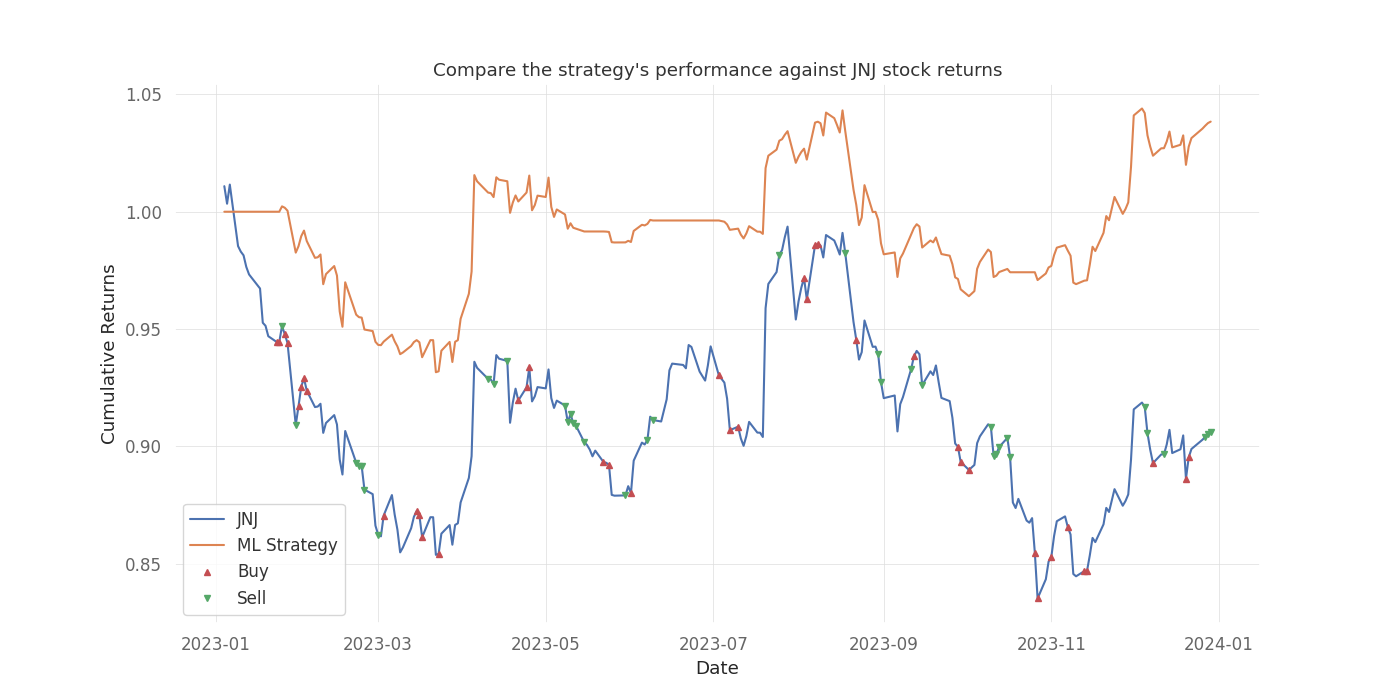 Compare the strategy's performance against JNJ stock returns
Cumulative Returns
1.05
1.00
0.95
0.90
0.85
JNJ
ML Strategy
Buy
Sell
2023-01 2023-03 2023-05 2023-07 2023-09 2023-11 2024-01
Date